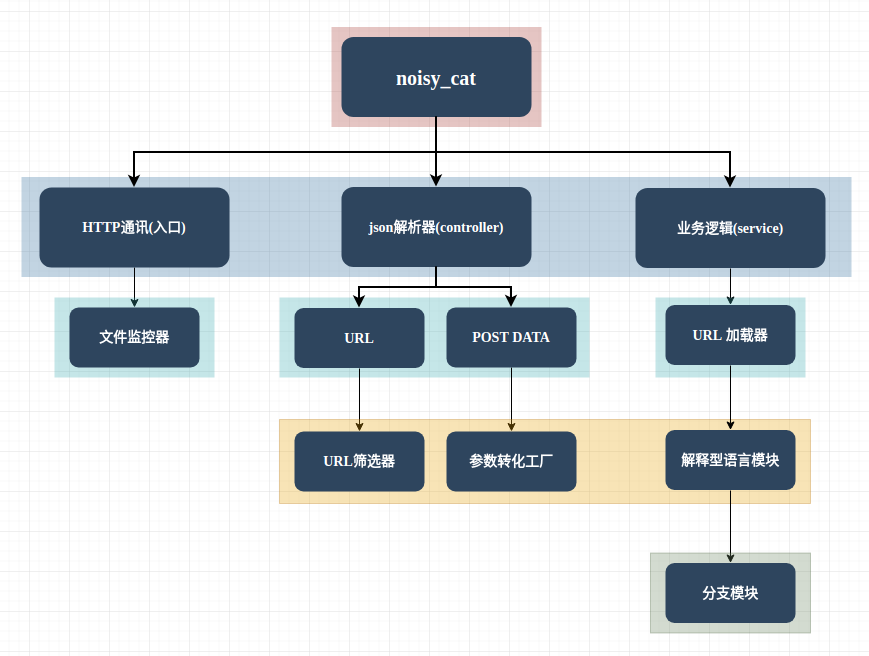 noisy_cat
HTTP通讯(入口)
json解析器(controller)
业务逻辑(service)
文件监控器
URL
POST DATA
URL 加载器
URL筛选器
参数转化工厂
解释型语言模块
分支模块